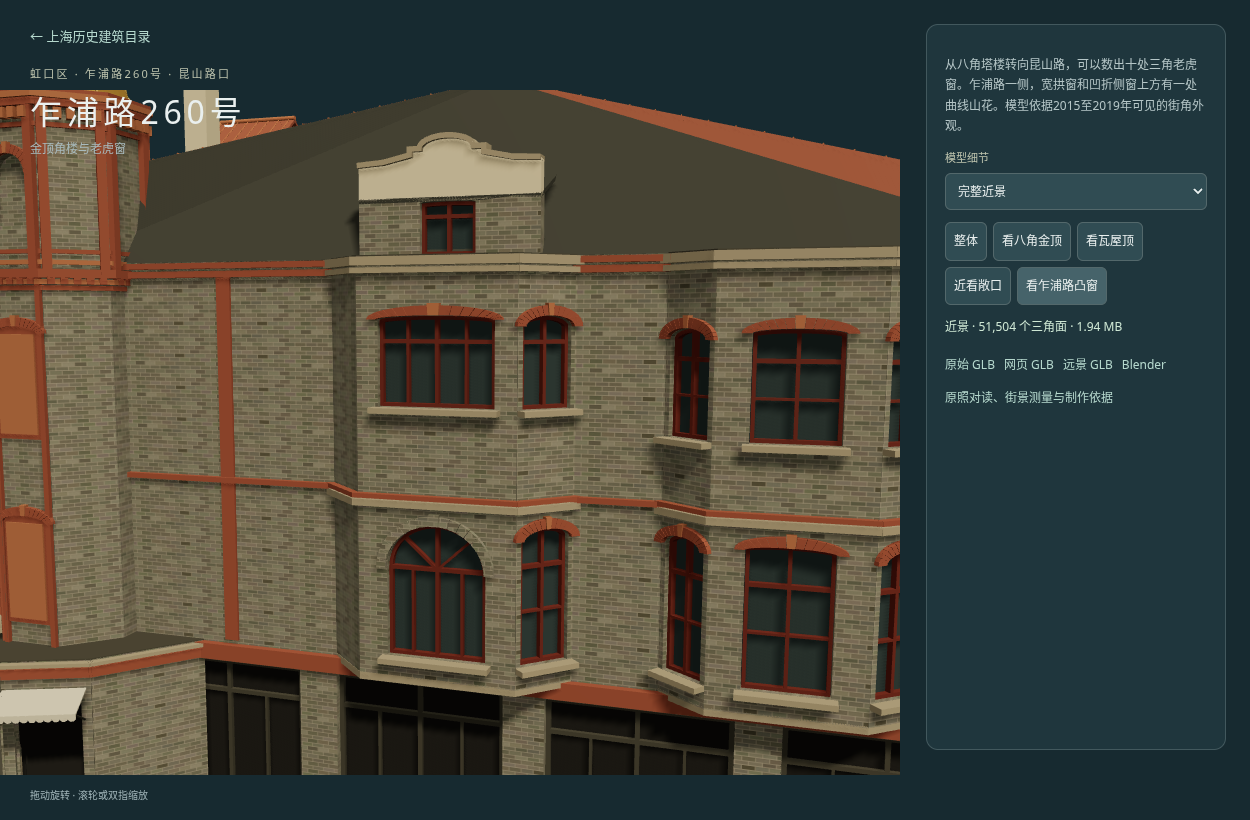 ← 上海历史建筑目录
虹口区 · 乍浦路260号 · 昆山路口
乍浦路260号
金顶角楼与老虎窗
从八角塔楼转向昆山路，可以数出十处三角老虎
窗。乍浦路一侧，宽拱窗和凹折侧窗上方有一处
曲线山花。模型依据2015至2019年可见的街角外
观。
模型细节
完整近景
整体 看八角金顶 看瓦屋顶
近看敞口 看乍浦路凸窗
近景 · 51,504 个三角面 · 1.94 MB
原始 GLB 网页 GLB 远景 GLB Blender
原照对读、街景测量与制作依据
拖动旋转 · 滚轮或双指缩放